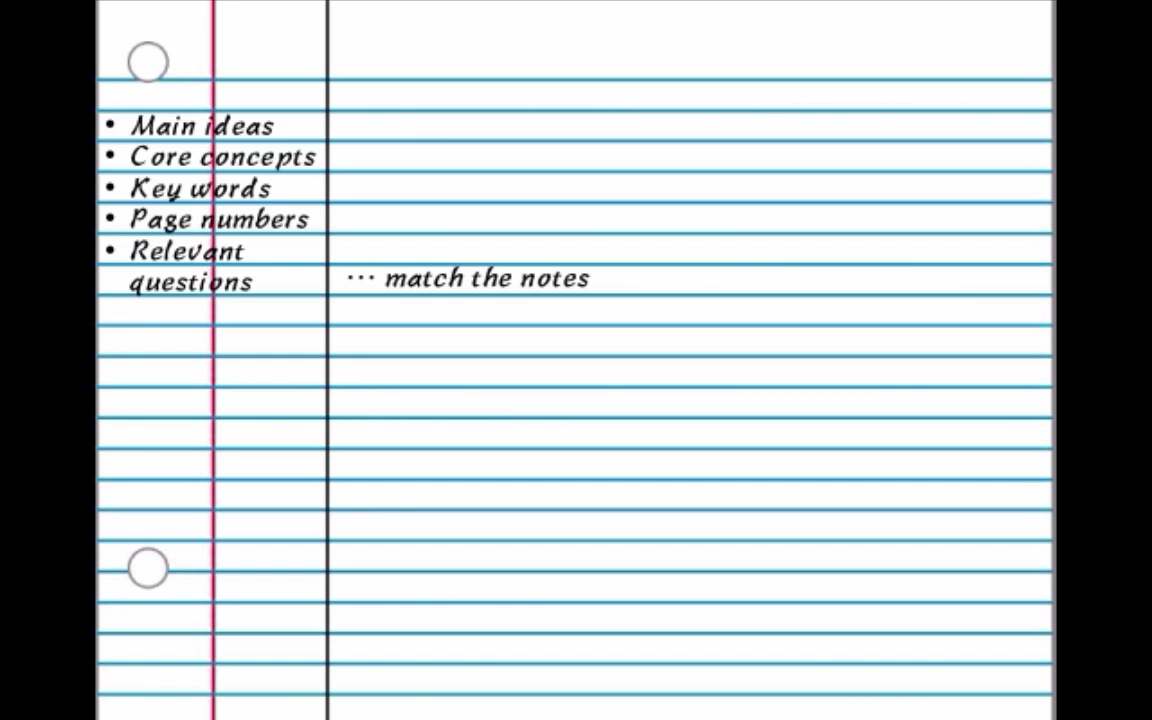 • Main ideas
• Core concepts
• Key words
• Page numbers
• Relevant
questions
··· match the notes